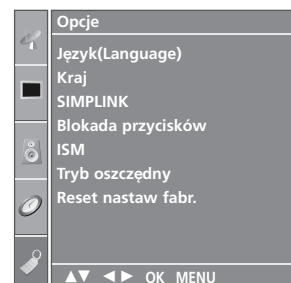 Opcje
Język(Language)
Kraj
SIMPLINK
Blokada przycisków
ISM
Tryb oszczędny
Reset nastaw fabr.
▲▼ ◄► OK MENU